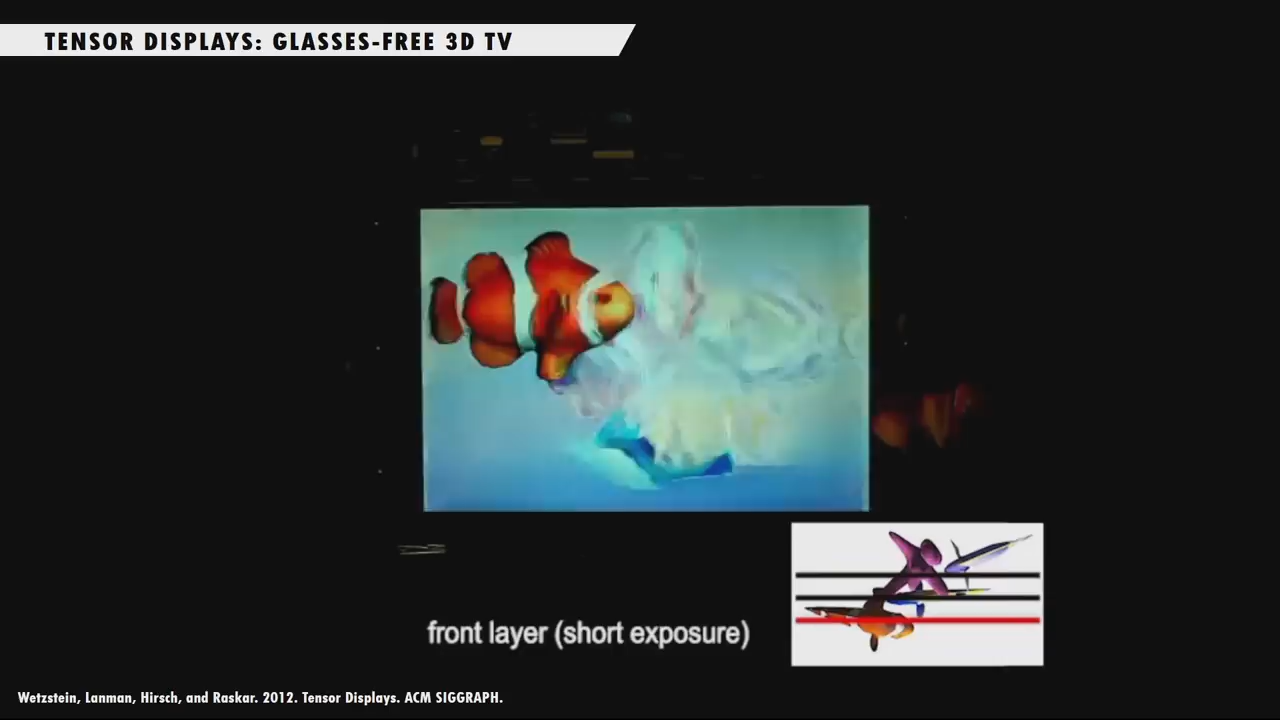 TENSOR DISPLAYS: GLASSES-FREE 3D TV
front layer (short exposure)
Wetzstein, Lanman, Hirsch, and Raskar. 2012. Tensor Displays. ACM SIGGRAPH.